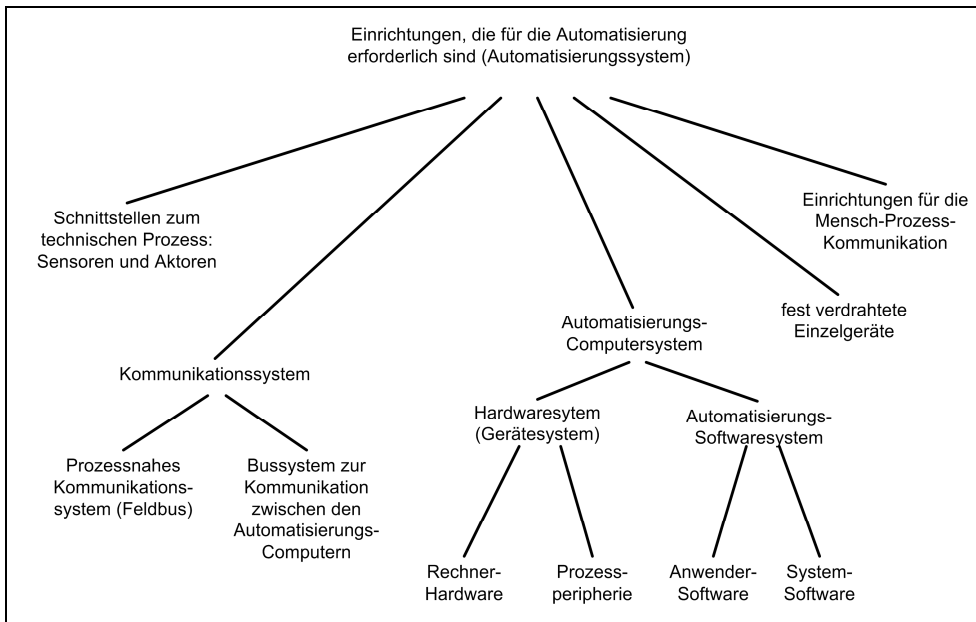 Einrichtungen, die für die Automatisierung
erforderlich sind (Automatisierungssystem)
Schnittstellen zum
technischen Prozess:
Sensoren und Aktoren
Einrichtungen für die
Mensch-Prozess-
Kommunikation
fest verdrahtete
Einzelgeräte
Automatisierungs-
Computersystem
Kommunikationssystem
Hardwaresytem
(Gerätesystem)
Automatisierungs-
Softwaresystem
Prozessnahes
Kommunikations-
system (Feldbus)
Bussystem zur
Kommunikation
zwischen den
Automatisierungs-
Computern
Rechner-
Hardware
Prozess-
peripherie
Anwender-
Software
System-
Software